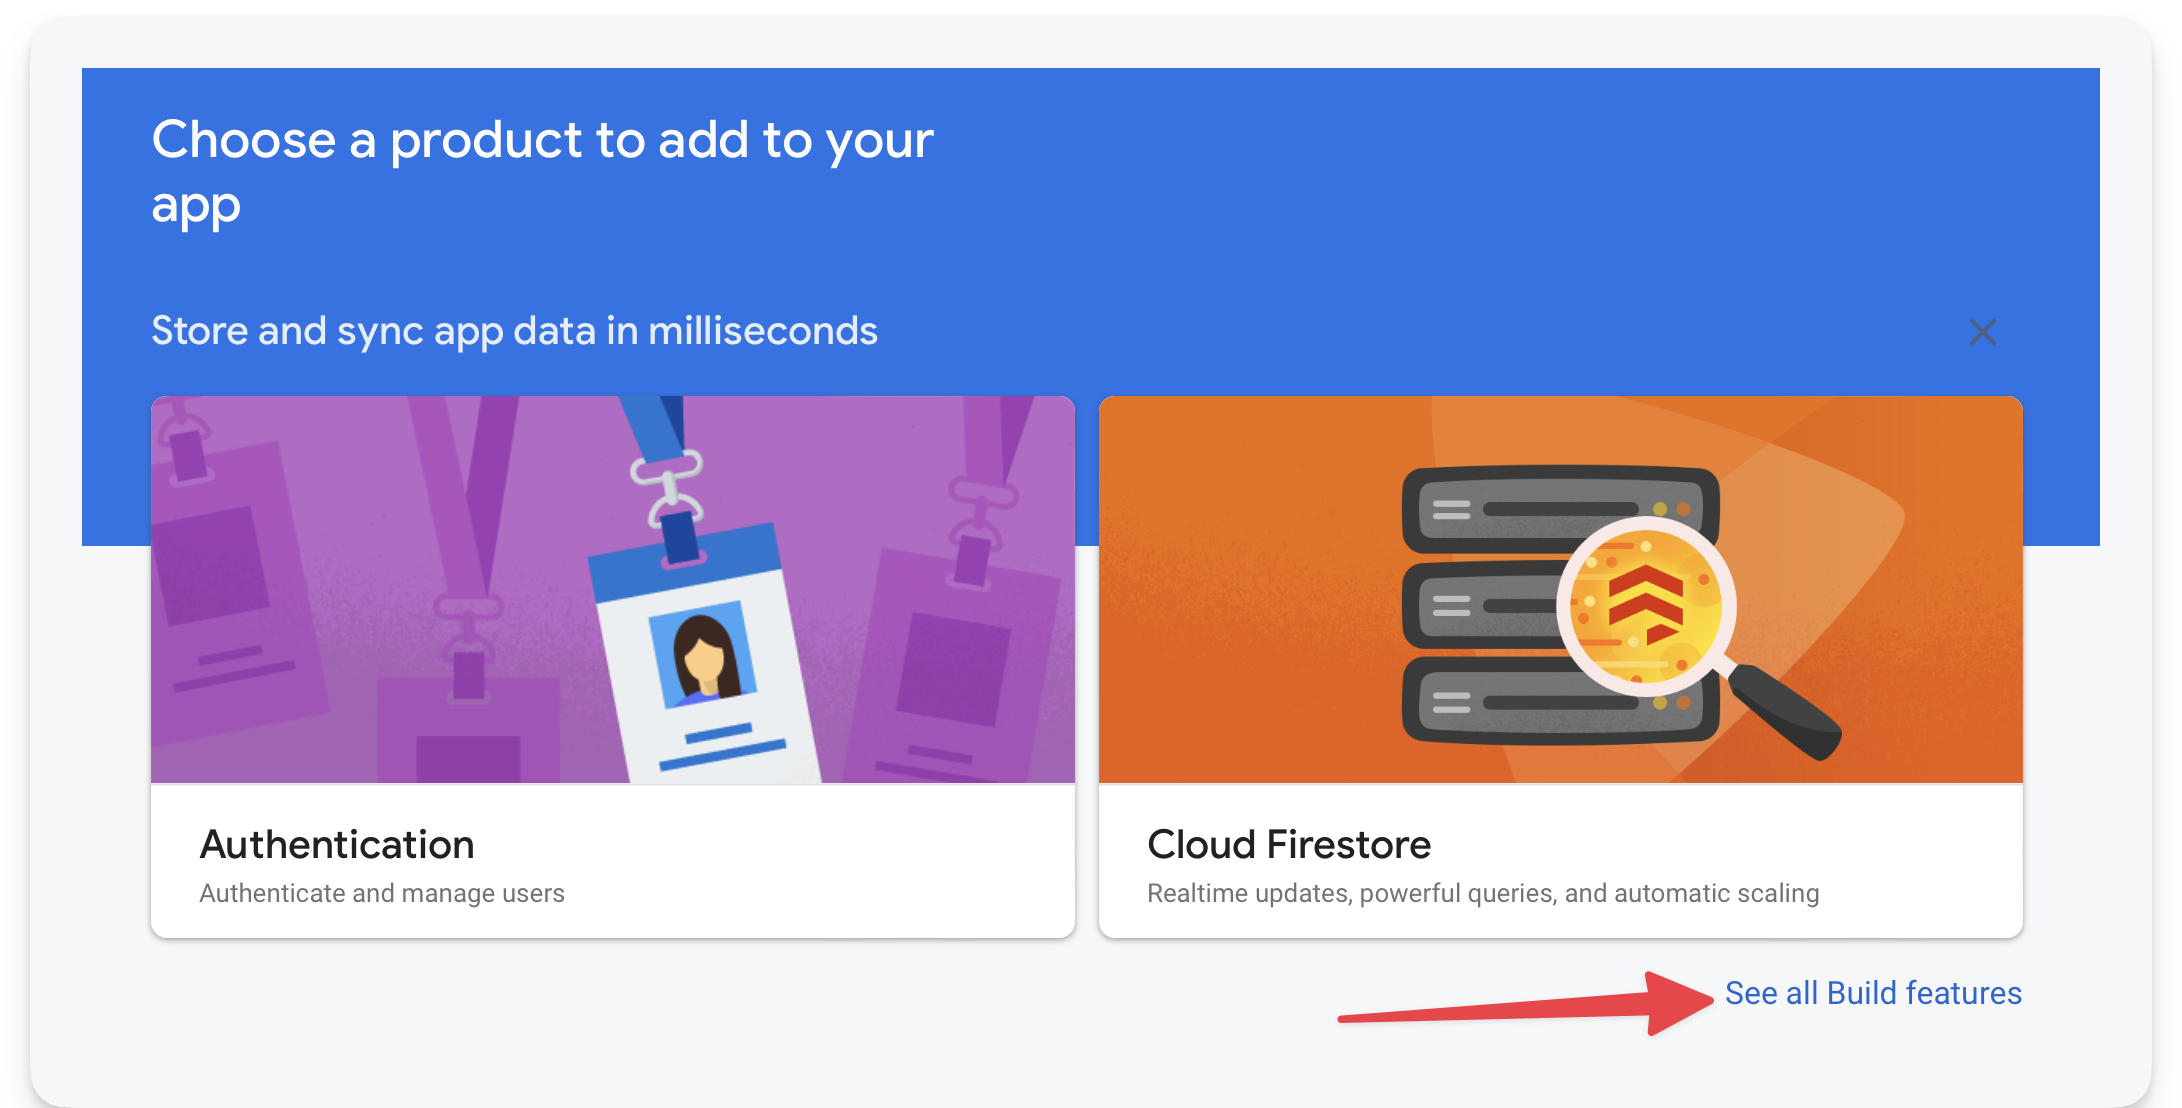 Choose a product to add to your
app
Store and sync app data in milliseconds
Authentication
Authenticate and manage users
Cloud Firestore
Realtime updates, powerful queries, and automatic scaling
See all Build features